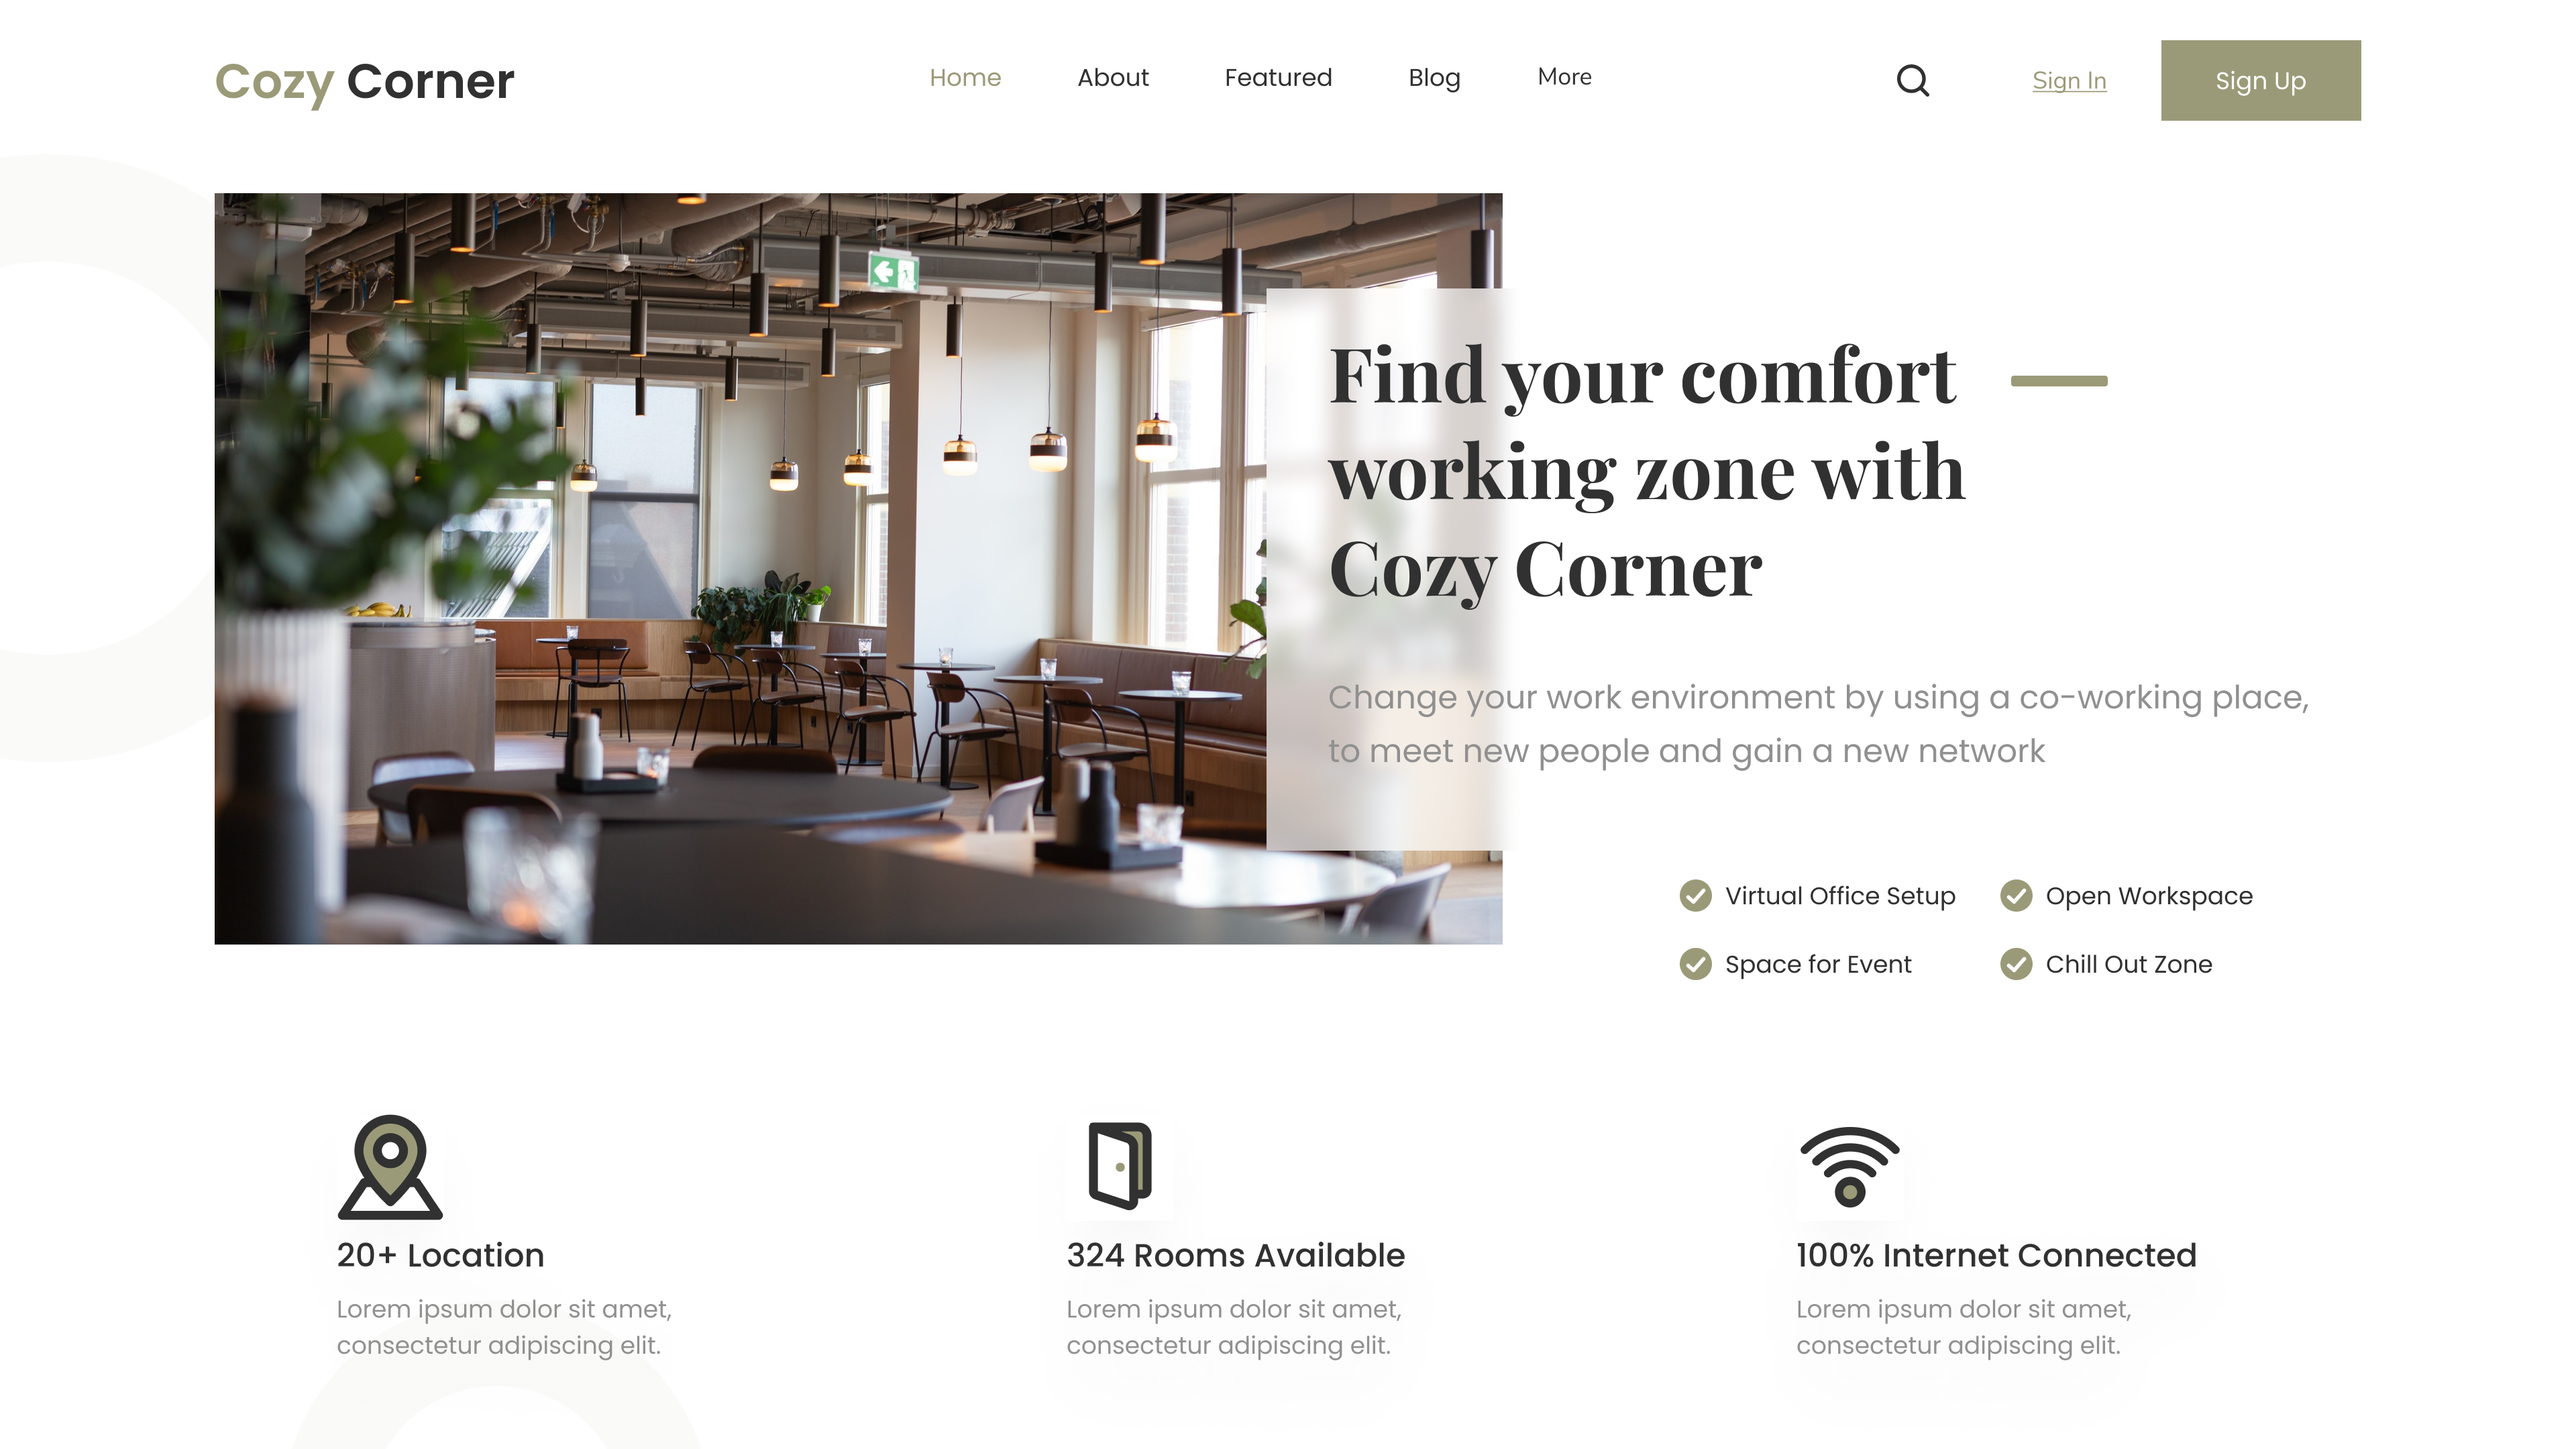 Cozy Corner
Home About Featured Blog More
Sign In
Sign Up
Find your comfort
working zone with
Cozy Corner
Change your work environment by using a co-working place,
to meet new people and gain a new network
Virtual Office Setup
Open Workspace
Space for Event
Chill Out Zone
20+ Location
Lorem ipsum dolor sit amet,
consectetur adipiscing elit.
324 Rooms Available
Lorem ipsum dolor sit amet,
consectetur adipiscing elit.
100% Internet Connected
Lorem ipsum dolor sit amet,
consectetur adipiscing elit.